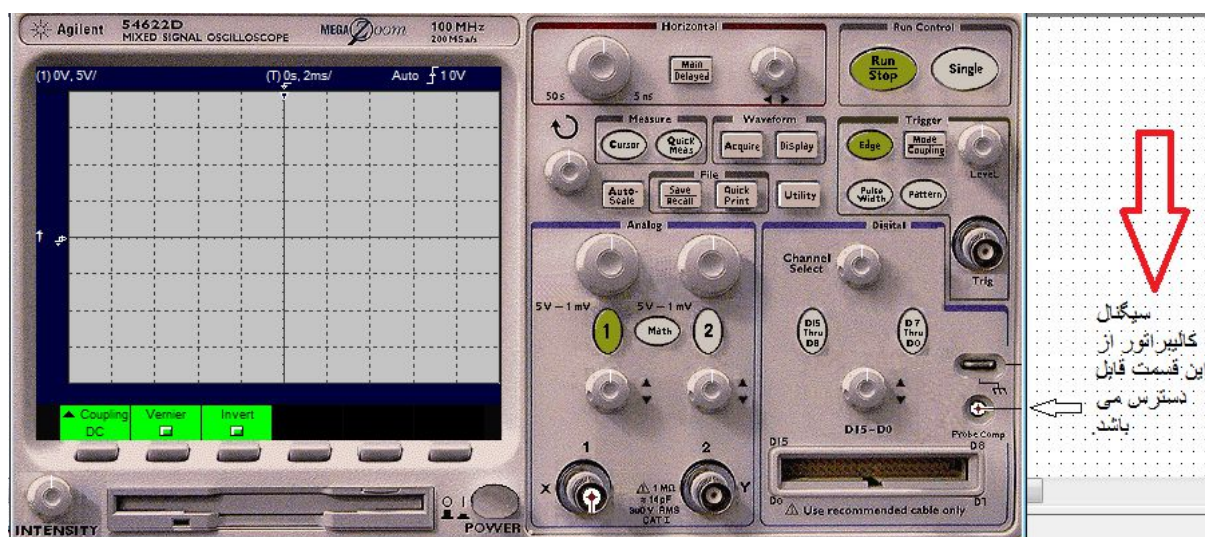 Agilent
54622D
MIXED SIGNAL OSCILLOSCOPE
MEGA Zoom
100 MHz
200 MSa/s
(1) 0V, 5V/
(T) 0s, 2ms/
Auto
1 0V
Coupling
DC
Vernier
Invert
INTENSITY
POWER
Horizontal
50s
5 ns
Main
Delayed
Run Control
Run
Stop
Single
Measure
Cursor
Quick
Meas
Waveform
Acquire
Display
Trigger
Edge
Mode
Coupling
Level
Pulse
Width
Pattern
Trig
Auto-
Scale
File
Save
Recall
Quick
Print
Utility
Analog
5V – 1 mV
5V – 1 mV
1
Math
2
1
2
X
Y
1 MΩ
≈ 14 pF
300 V RMS
CAT I
Digital
Channel
Select
D15
Thru
D8
D7
Thru
D0
D15-D0
Probe Comp
D15
D8
D0
D7
Use recommended cable only
سیگنال
کالیبراتور از
این قسمت قابل
دسترس می
باشد.